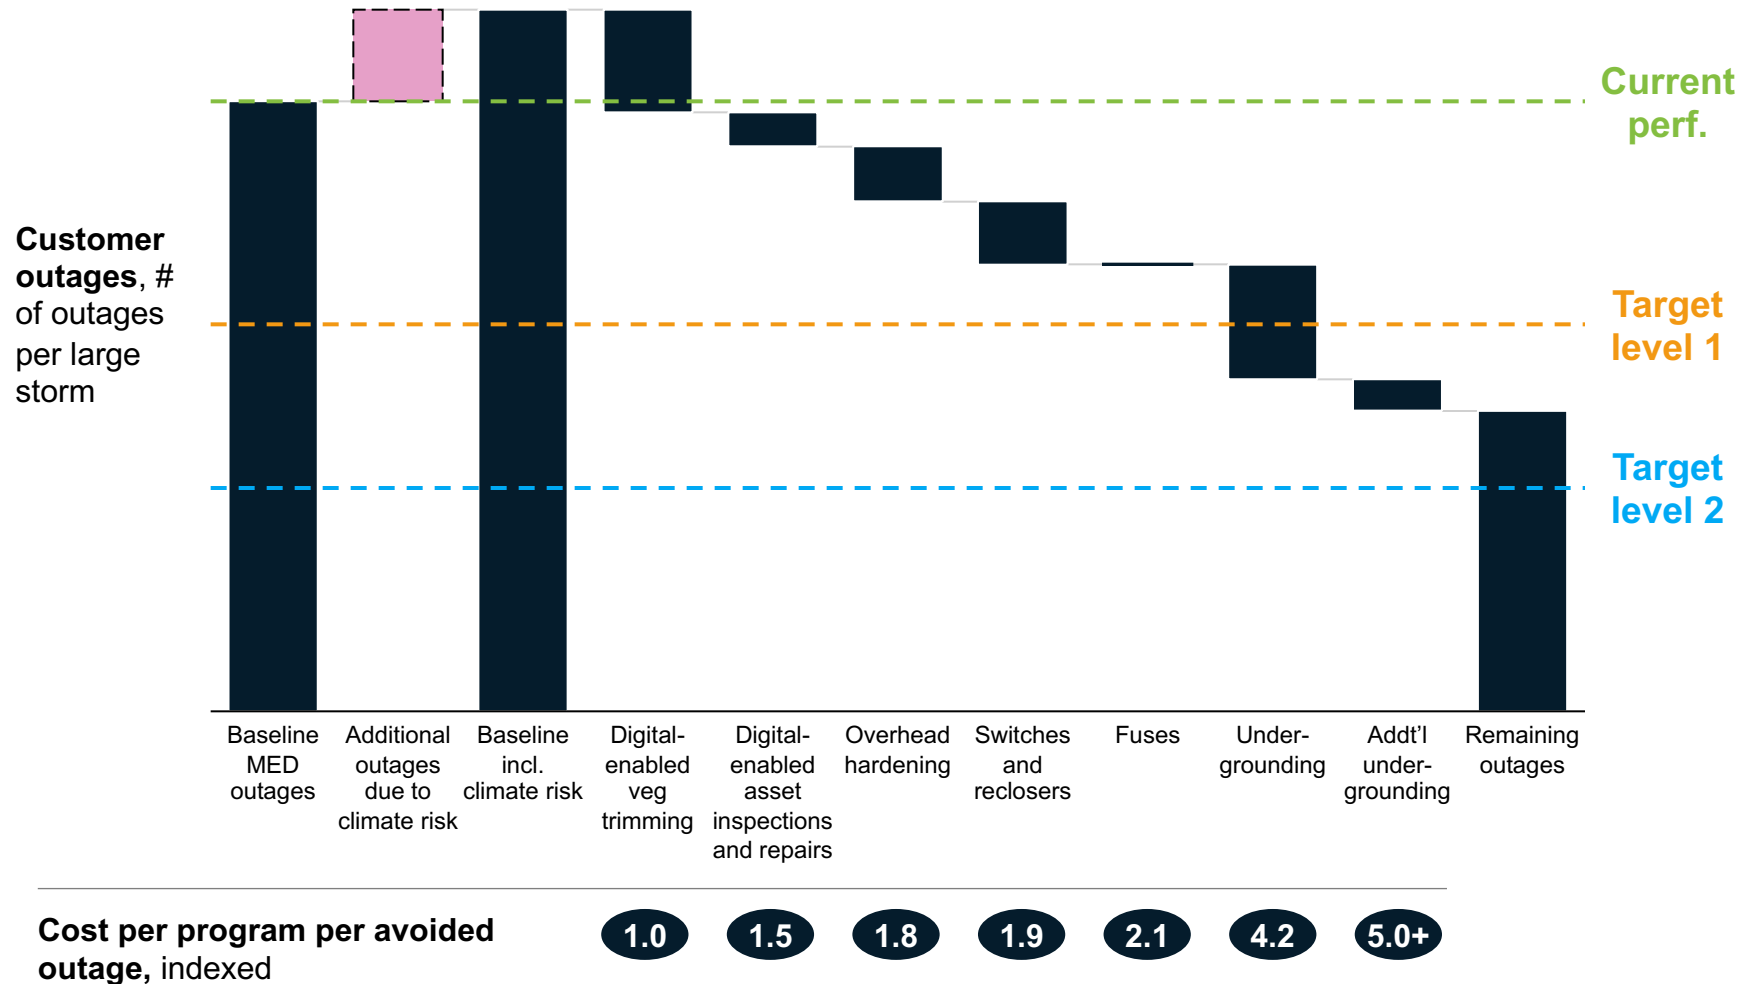 Current
perf.
Customer
outages, #
of outages
per large
storm
Target
level 1
Target
level 2
Baseline
MED
outages
Additional
outages
due to
climate risk
Baseline
incl.
climate risk
Digital-
enabled
veg
trimming
Digital-
enabled
asset
inspections
and repairs
Overhead
hardening
Switches
and
reclosers
Fuses
Under-
grounding
Addt’l
under-
grounding
Remaining
outages
Cost per program per avoided
outage, indexed
1.0
1.5
1.8
1.9
2.1
4.2
5.0+